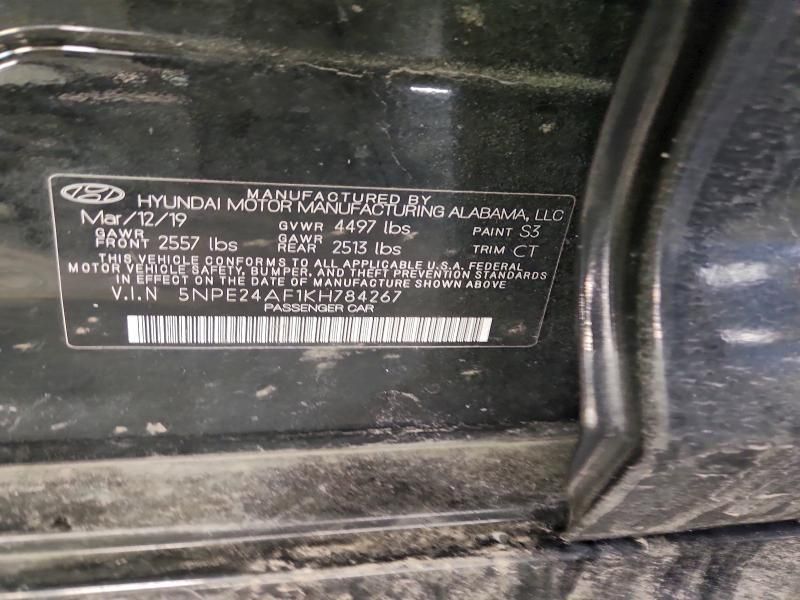 MANUFACTURED BY
HYUNDAI MOTOR MANUFACTURING ALABAMA, LLC
Mar/12/19 GVWR 4497 lbs PAINT S3
GAWR FRONT 2557 lbs GAWR REAR 2513 lbs TRIM CT
THIS VEHICLE CONFORMS TO ALL APPLICABLE U.S.A. FEDERAL
MOTOR VEHICLE SAFETY, BUMPER, AND THEFT PREVENTION STANDARDS
IN EFFECT ON THE DATE OF MANUFACTURE SHOWN ABOVE
V.I.N 5NPE24AF1KH784267
PASSENGER CAR